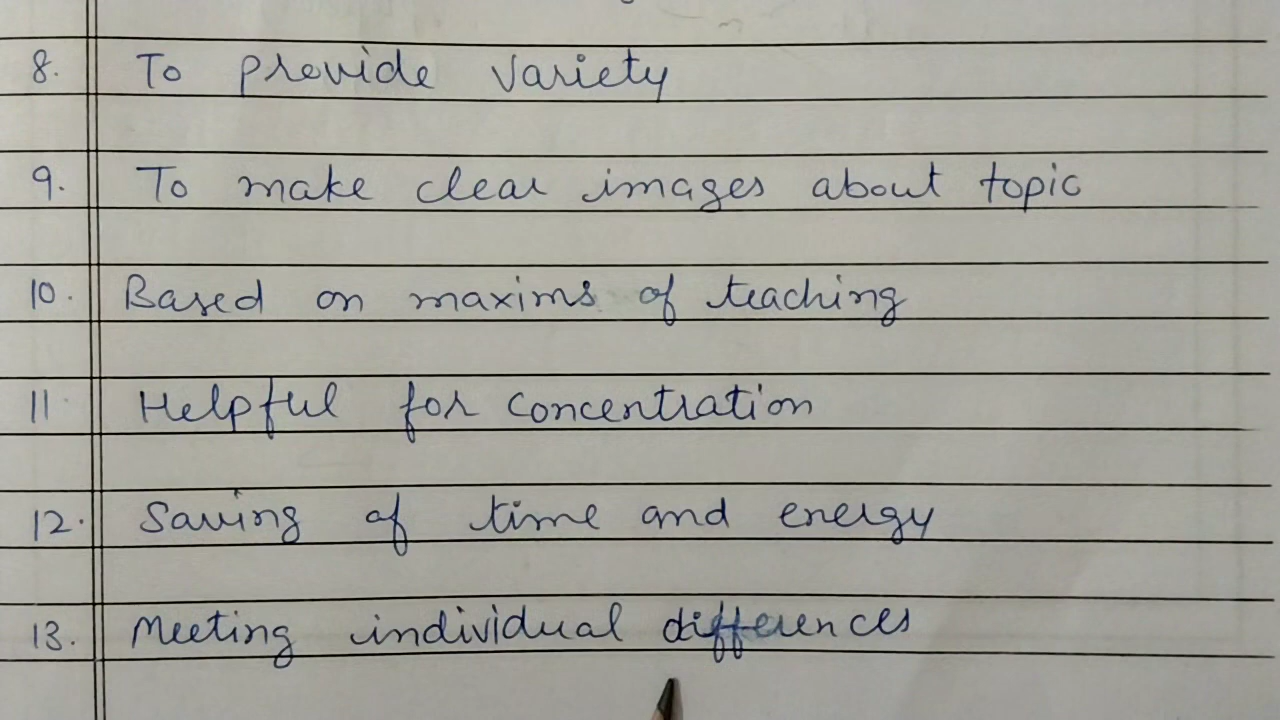 8. To provide variety
9. To make clear images about topic
10. Based on maxims of teaching
11. Helpful for concentration
12. Saving of time and energy
13. Meeting individual differences